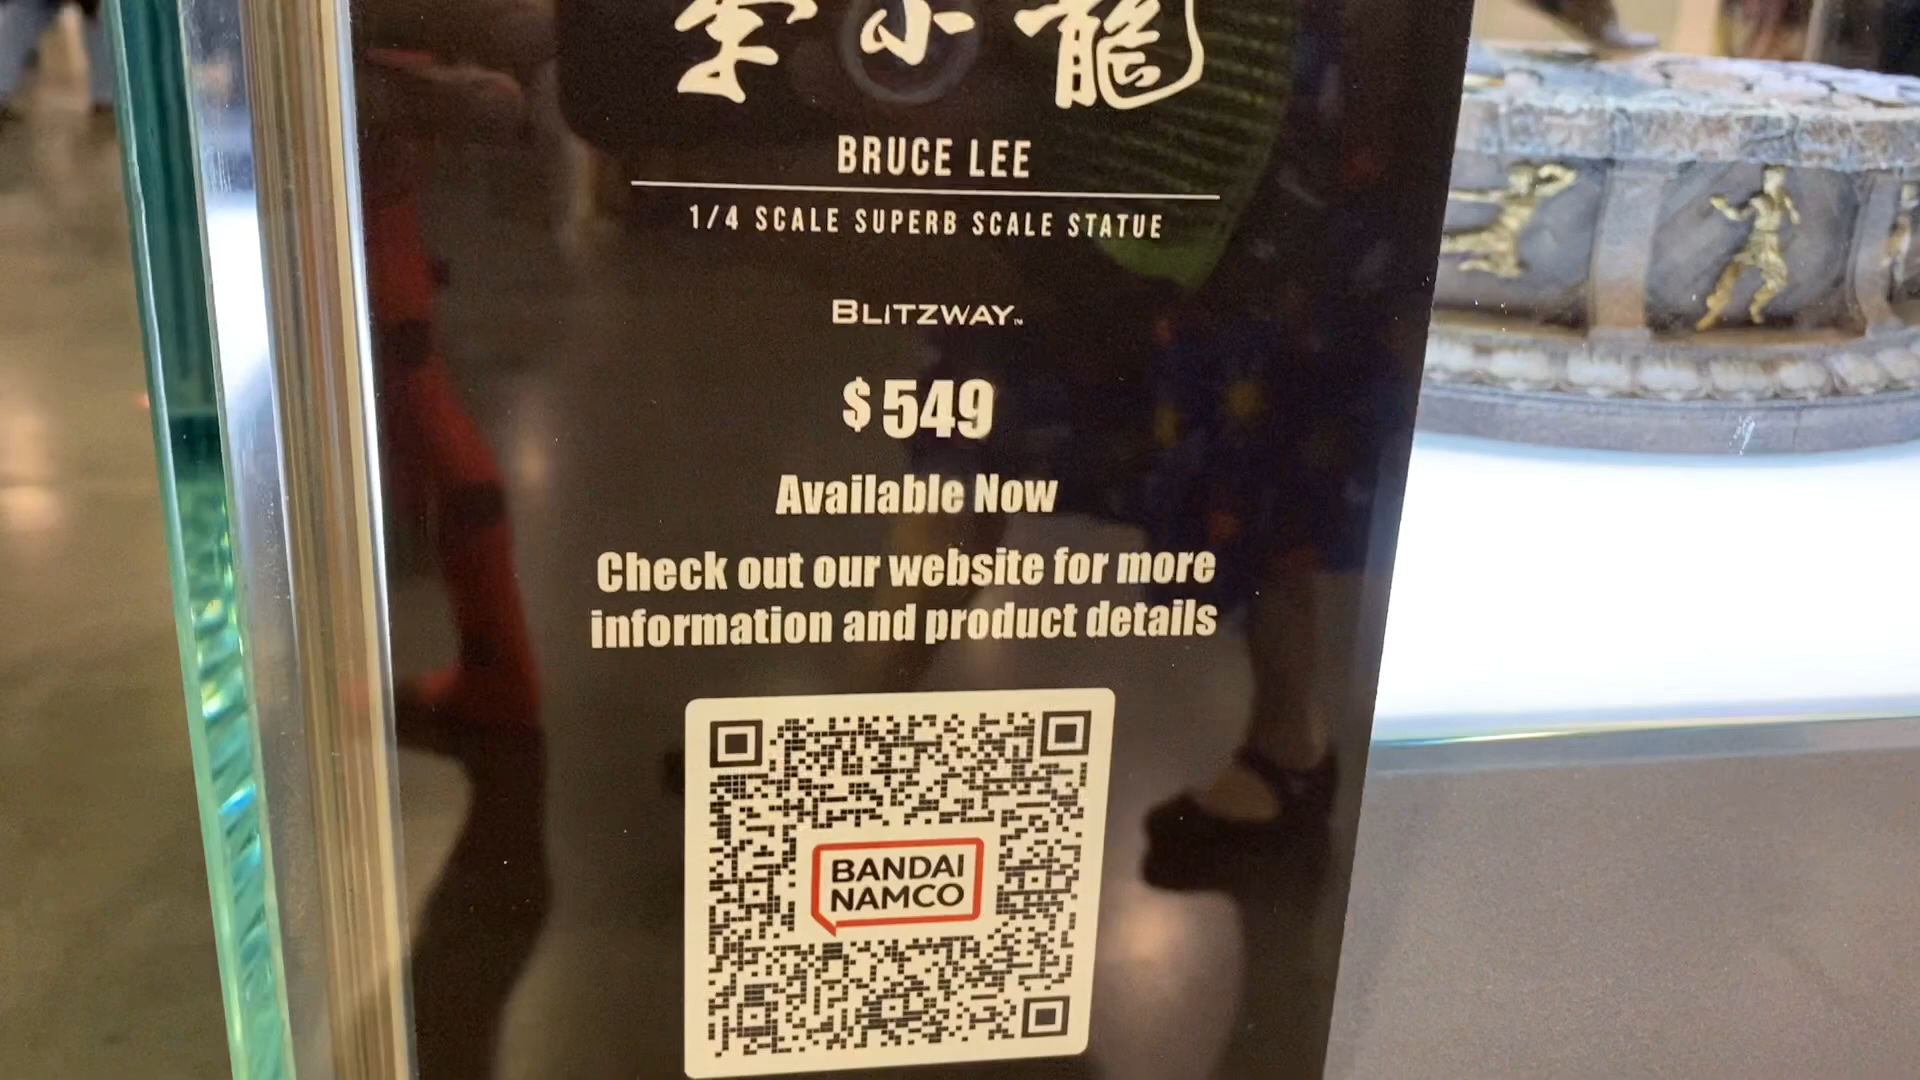 李小龍
BRUCE LEE
1/4 SCALE SUPERB SCALE STATUE
BLiTZWAY™
$549
Available Now
Check out our website for more
information and product details
BANDAI
NAMCO